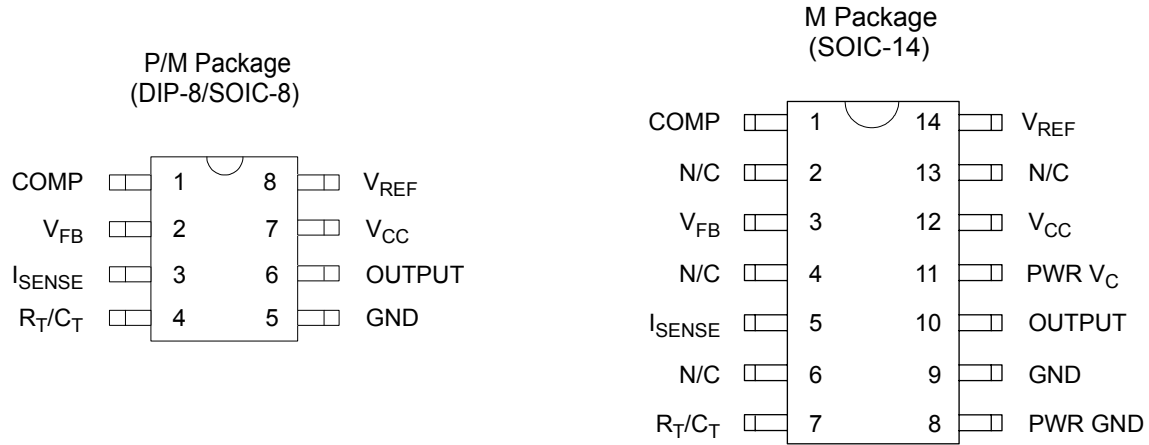 P/M Package
(DIP-8/SOIC-8)
COMP 1 8 VREF
VFB 2 7 VCC
ISENSE 3 6 OUTPUT
RT/CT 4 5 GND
M Package
(SOIC-14)
COMP 1 14 VREF
N/C 2 13 N/C
VFB 3 12 VCC
N/C 4 11 PWR VC
ISENSE 5 10 OUTPUT
N/C 6 9 GND
RT/CT 7 8 PWR GND